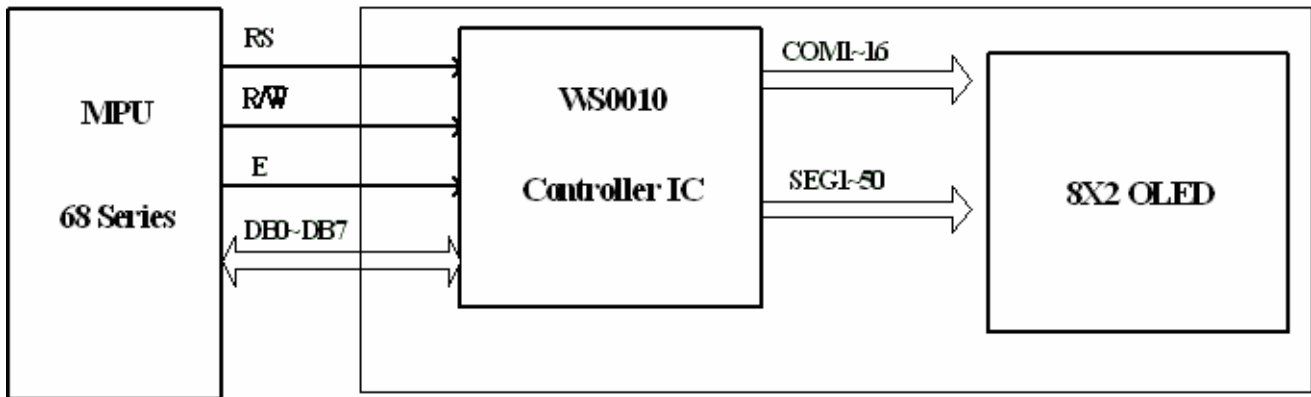 RS
R/W
E
DB0~DB7
MPU
68 Series
WS0010
Controller IC
COM1~16
SEG1~50
8X2 OLED